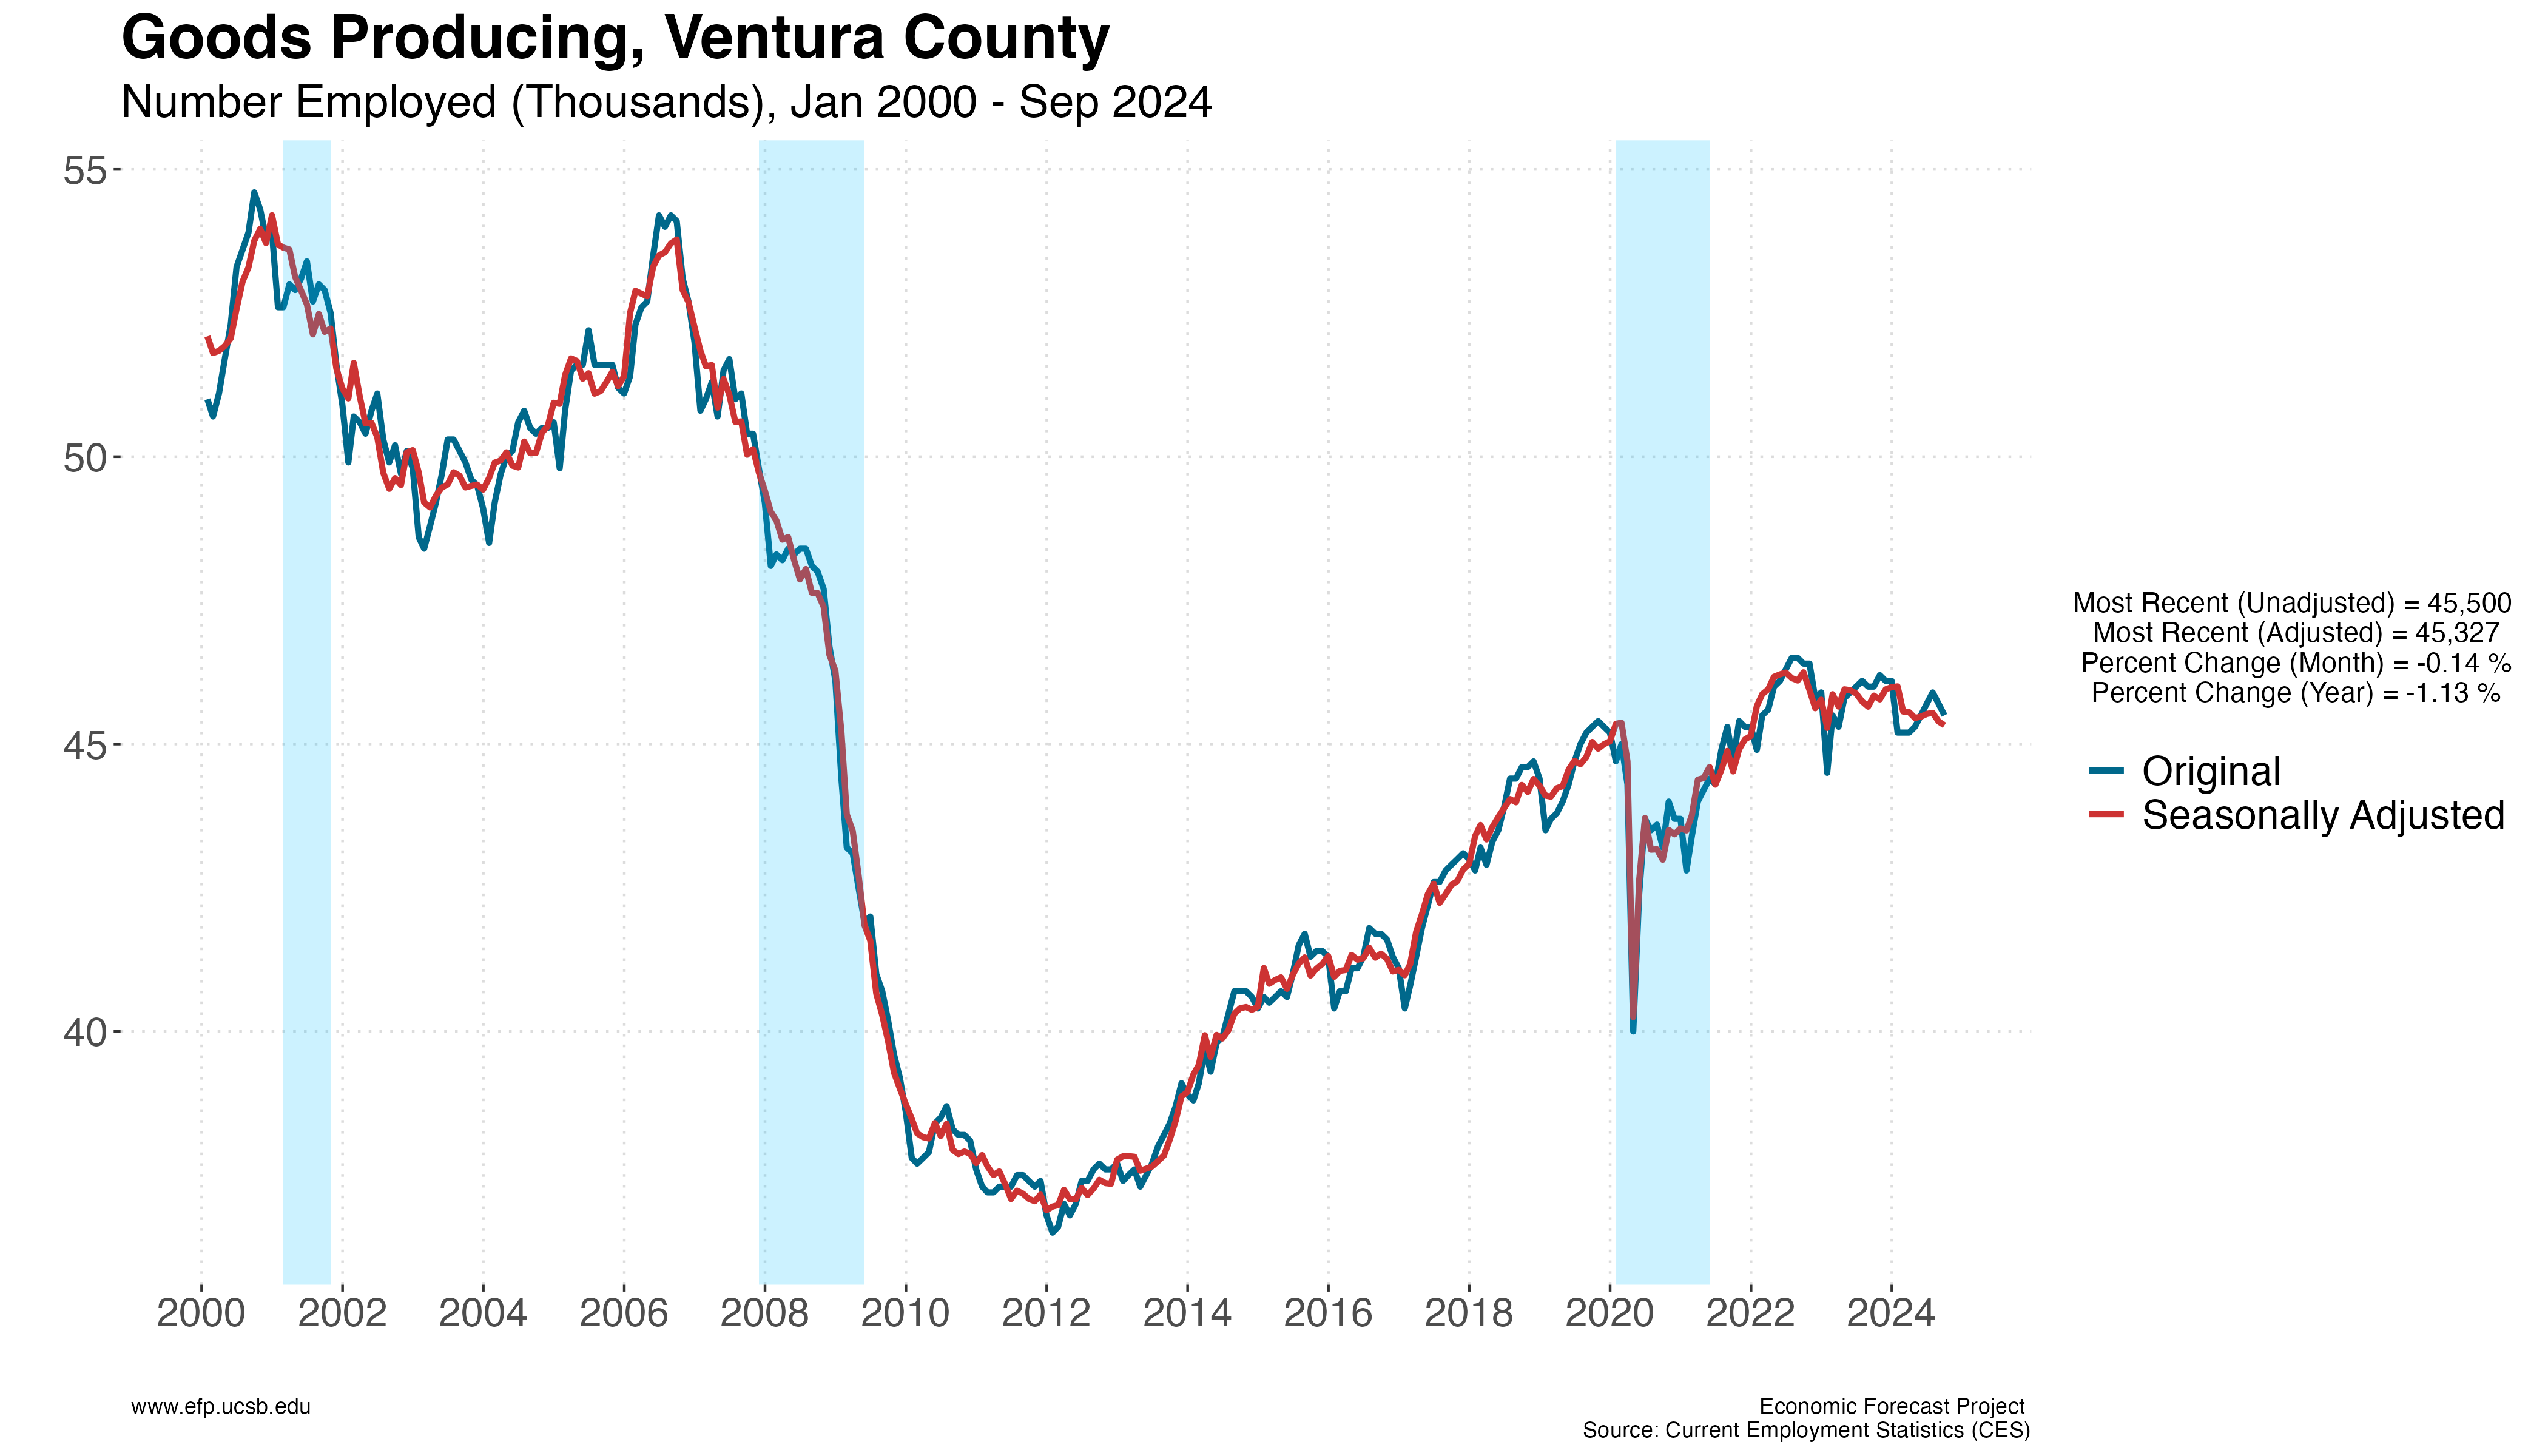 Goods Producing, Ventura County
Number Employed (Thousands), Jan 2000 - Sep 2024
55
50
45
40
2000 2002 2004 2006 2008 2010 2012 2014 2016 2018 2020 2022 2024
Most Recent (Unadjusted) = 45,500
Most Recent (Adjusted) = 45,327
Percent Change (Month) = -0.14 %
Percent Change (Year) = -1.13 %
Original
Seasonally Adjusted
www.efp.ucsb.edu
Economic Forecast Project
Source: Current Employment Statistics (CES)